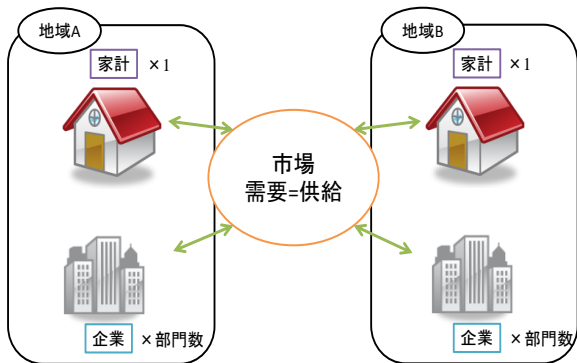 地域A
家計 ×1
企業 ×部門数
市場
需要=供給
地域B
家計 ×1
企業 ×部門数